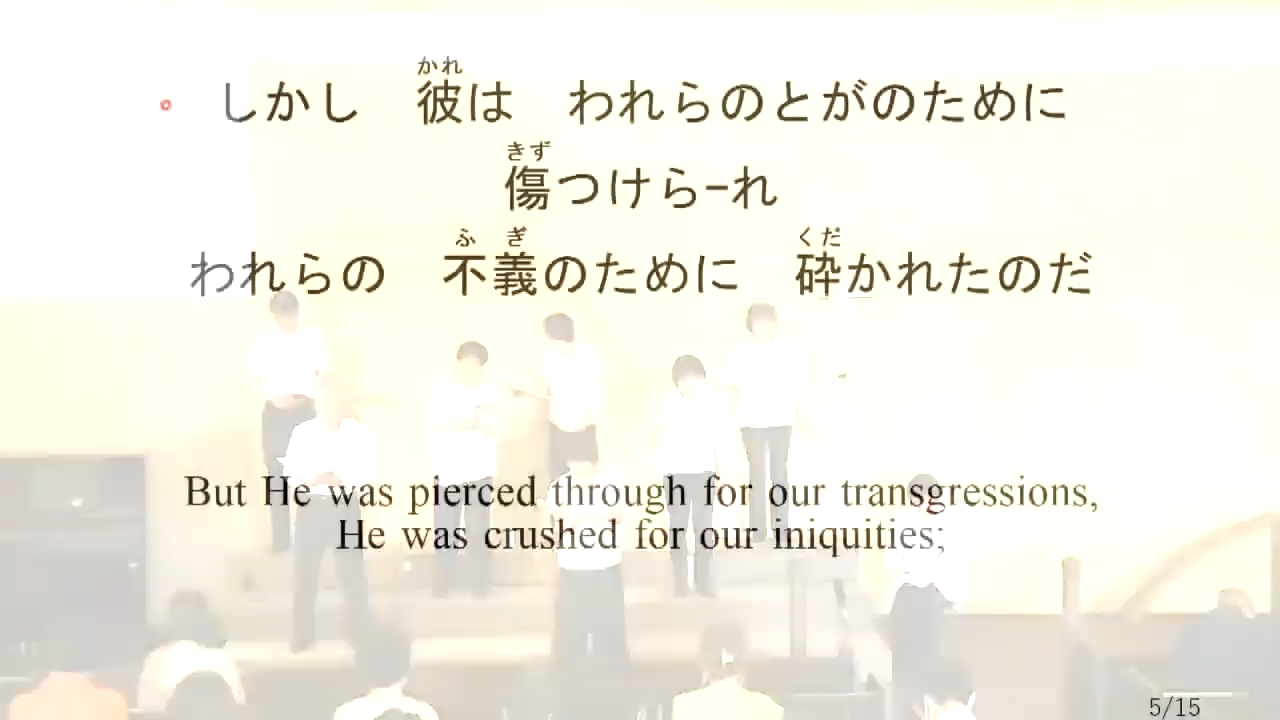 しかし 彼は われらのとがのために
傷つけら-れ
われらの 不義のために 砕かれたのだ
But He was pierced through for our transgressions,
He was crushed for our iniquities;
5/15